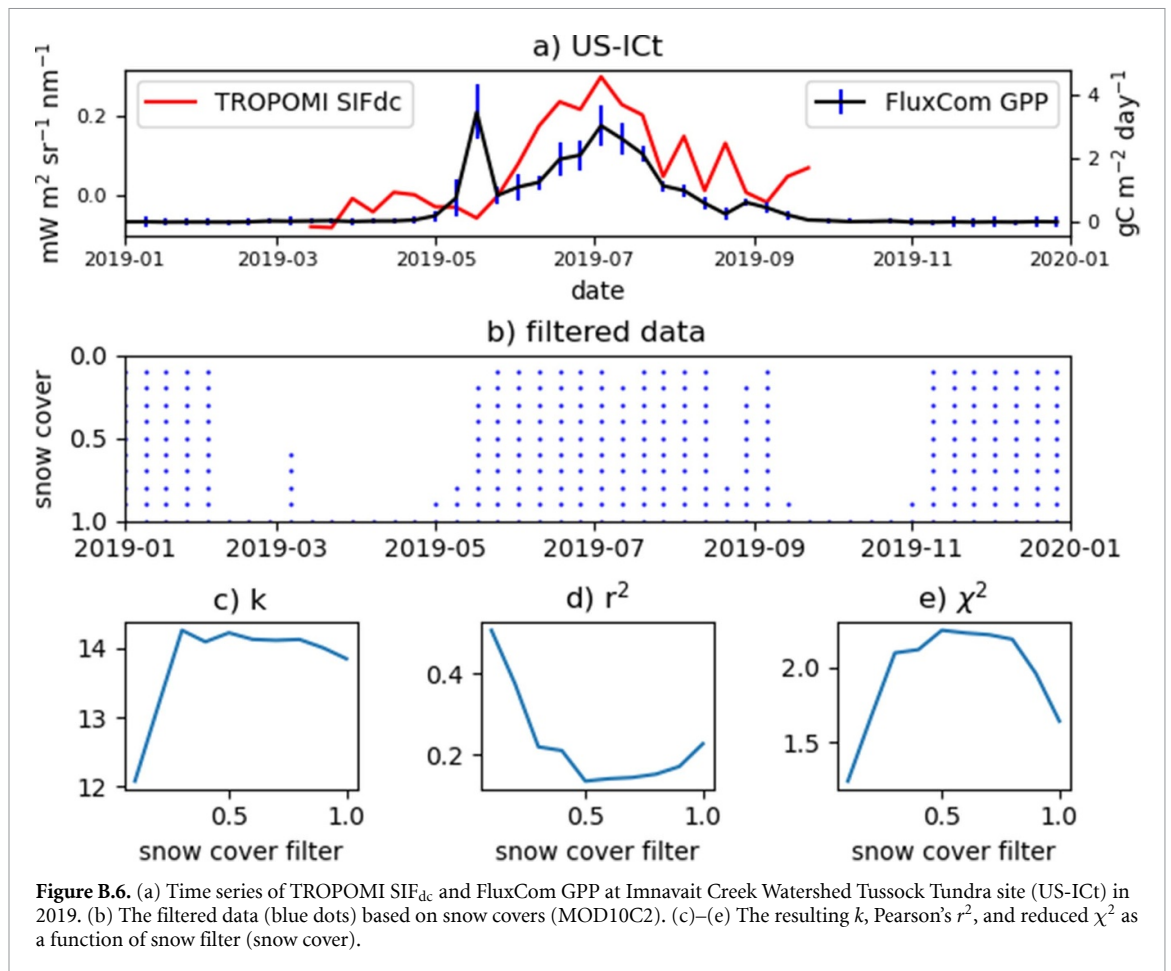 a) US-ICt
mW m² sr⁻¹ nm⁻¹
0.2
0.0
TROPOMI SIFdc
FluxCom GPP
4
2
0
gC m⁻² day⁻¹
2019-01 2019-03 2019-05 2019-07 2019-09 2019-11 2020-01
date
b) filtered data
snow cover
0.0
0.5
1.0
2019-01 2019-03 2019-05 2019-07 2019-09 2019-11 2020-01
c) k
14
13
12
0.5 1.0
snow cover filter
d) r²
0.4
0.2
0.5 1.0
snow cover filter
e) χ²
2.0
1.5
0.5 1.0
snow cover filter
Figure B.6. (a) Time series of TROPOMI SIFdc and FluxCom GPP at Imnavait Creek Watershed Tussock Tundra site (US-ICt) in
2019. (b) The filtered data (blue dots) based on snow covers (MOD10C2). (c)–(e) The resulting k, Pearson's r², and reduced χ² as
a function of snow filter (snow cover).